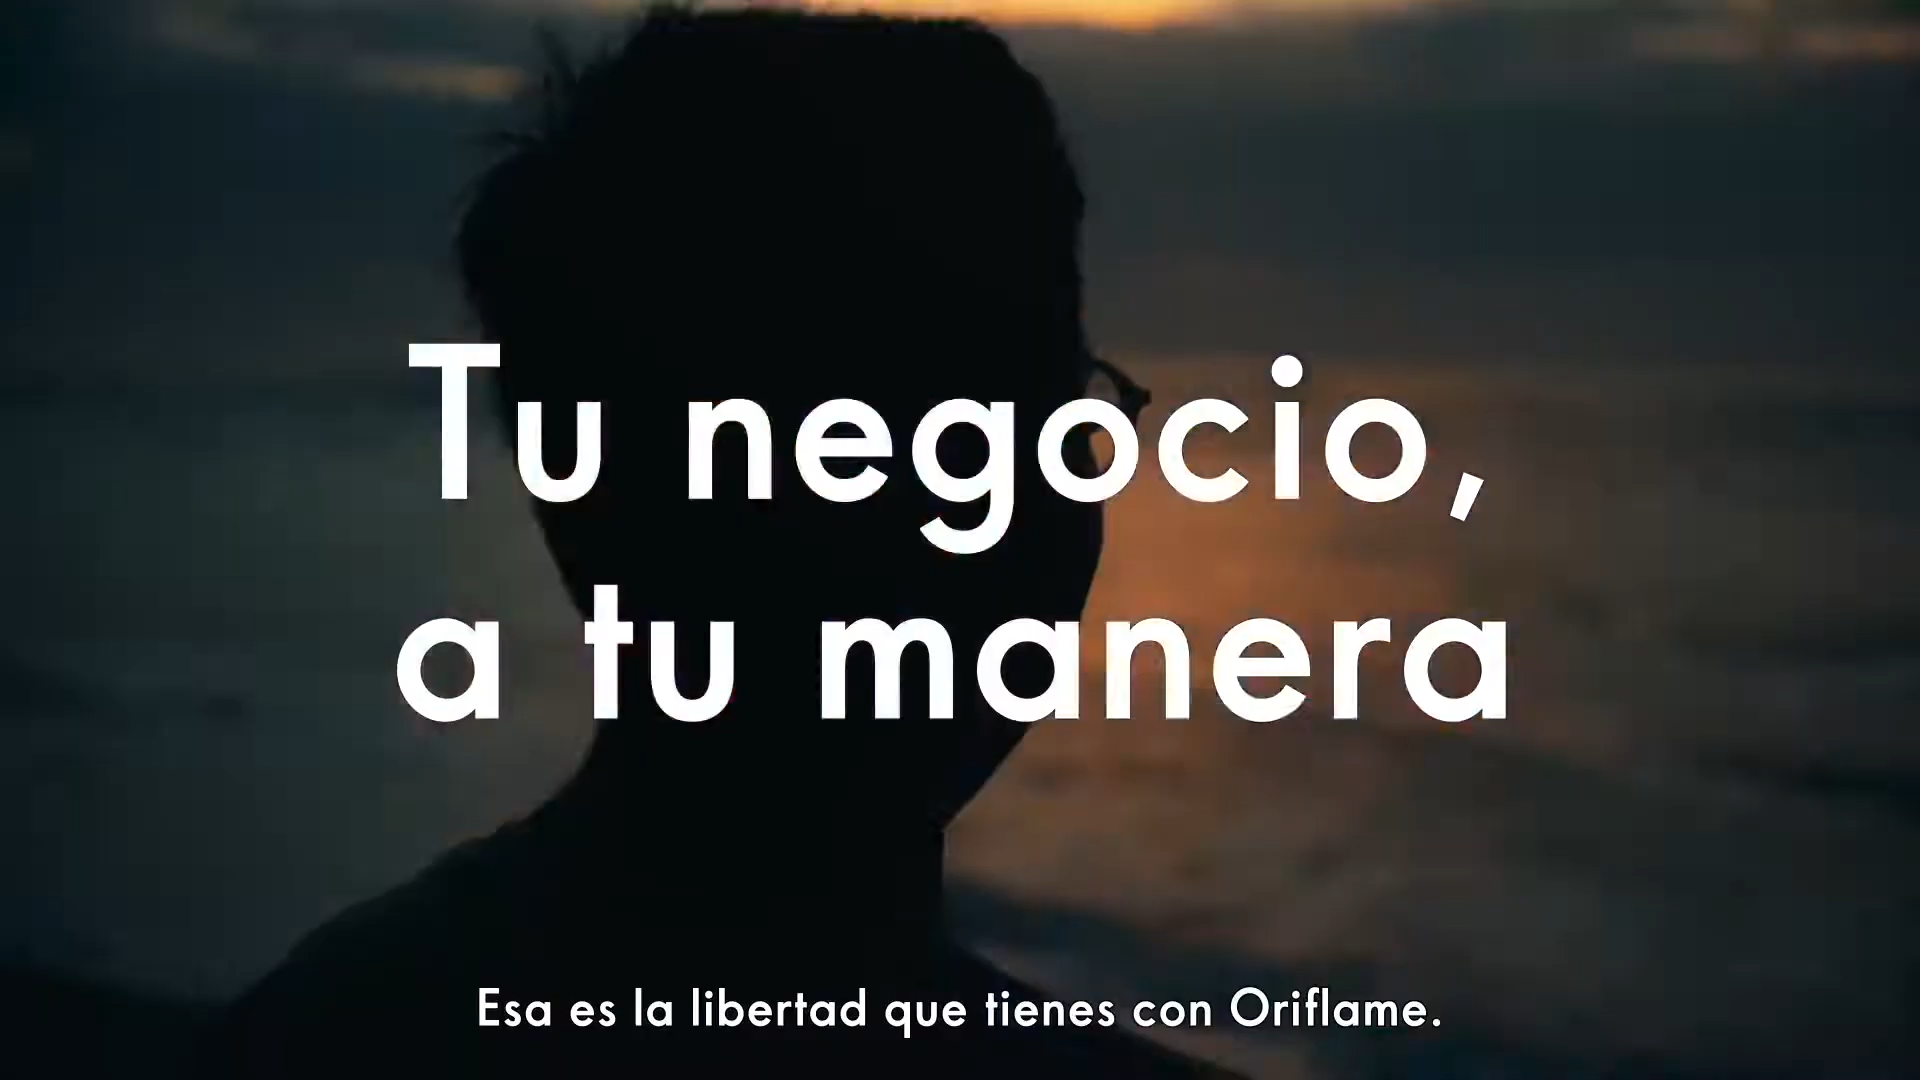 Tu negocio,
a tu manera
Esa es la libertad que tienes con Oriflame.